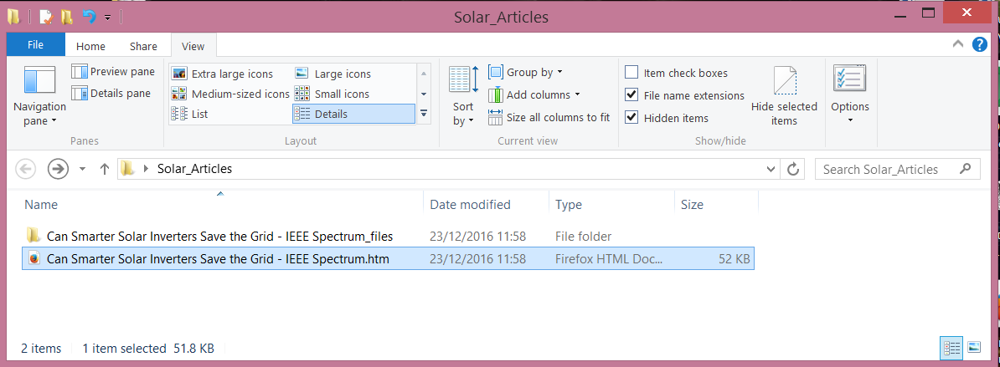 Solar_Articles
File Home Share View
Preview pane
Details pane
Navigation pane
Panes
Extra large icons Large icons
Medium-sized icons Small icons
List Details
Layout
Sort by
Group by
Add columns
Size all columns to fit
Current view
Item check boxes
File name extensions
Hidden items
Hide selected items
Show/hide
Options
Solar_Articles
Search Solar_Articles
Name Date modified Type Size
Can Smarter Solar Inverters Save the Grid - IEEE Spectrum_files 23/12/2016 11:58 File folder
Can Smarter Solar Inverters Save the Grid - IEEE Spectrum.htm 23/12/2016 11:58 Firefox HTML Doc... 52 KB
2 items 1 item selected 51.8 KB